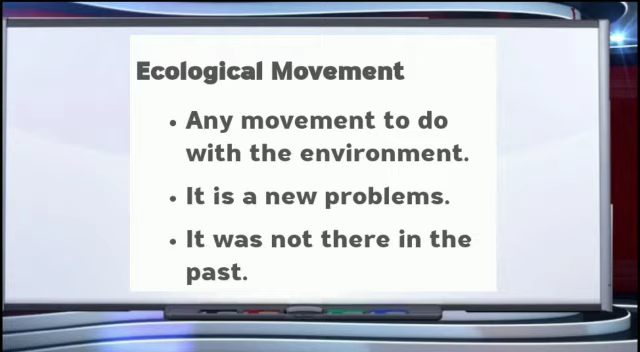 Ecological Movement
• Any movement to do
with the environment.
• It is a new problems.
• It was not there in the
past.